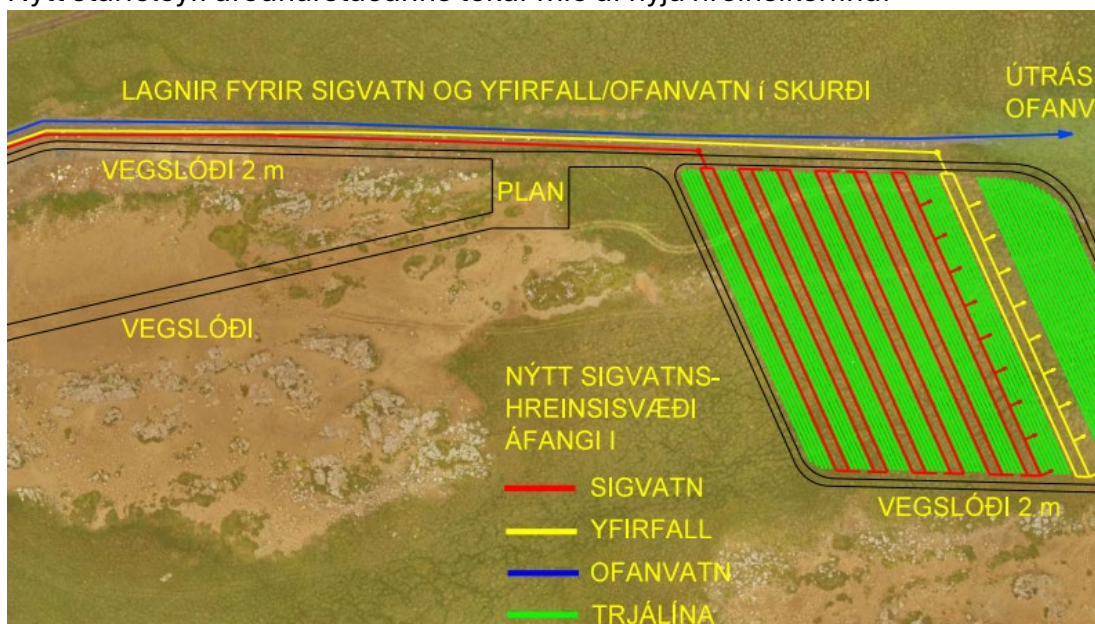 LAGNIR FYRIR SIGVATN OG YFIRFALL/OFANVATN í SKURÐI
ÚTRÁS
OFANV
VEGSLÓÐI 2 m
PLAN
VEGSLÓÐI
NÝTT SIGVATNS-
HREINSISVÆÐI
ÁFANGI I
SIGVATN
YFIRFALL
OFANVATN
TRJÁLÍNA
VEGSLÓÐI 2 m